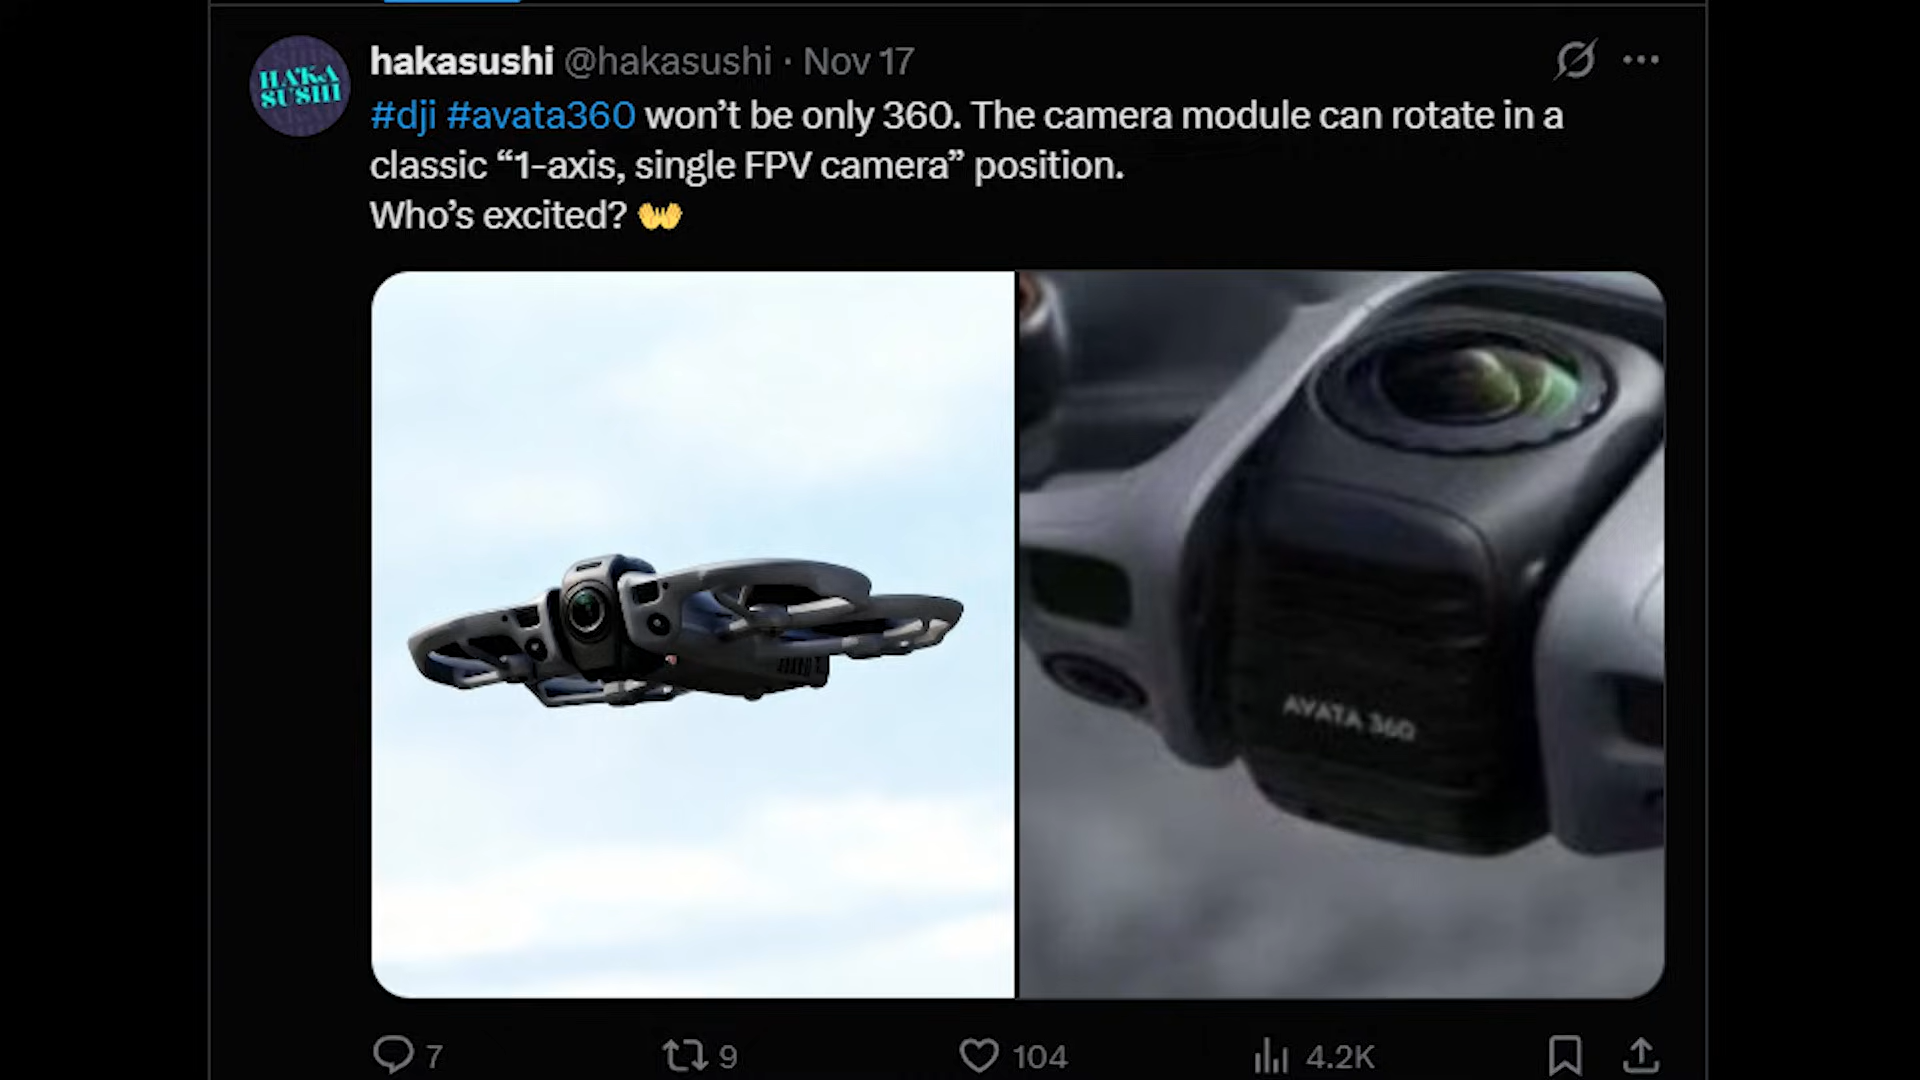 HAKA
SUSHI
hakasushi @hakasushi · Nov 17
#dji #avata360 won’t be only 360. The camera module can rotate in a
classic “1-axis, single FPV camera” position.
Who’s excited? 👐
AVATA 360
7 9 104 4.2K